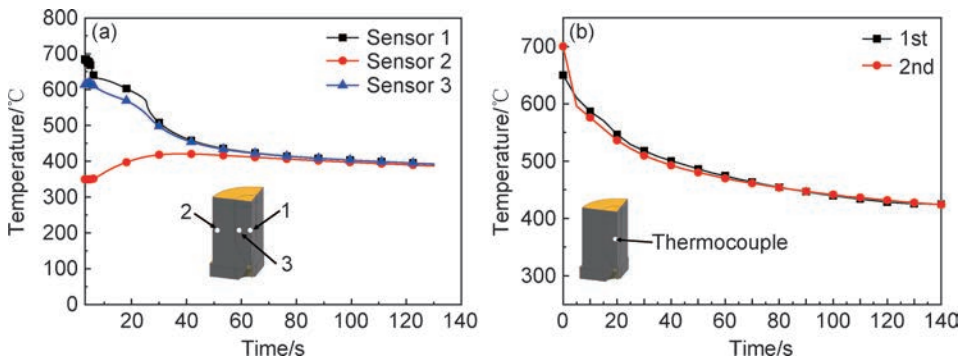 (a)
Sensor 1
Sensor 2
Sensor 3
Temperature/℃
800
700
600
500
400
300
200
100
0
2
1
3
20 40 60 80 100 120 140
Time/s
(b)
1st
2nd
Temperature/℃
700
600
500
400
300
Thermocouple
0 20 40 60 80 100 120 140
Time/s